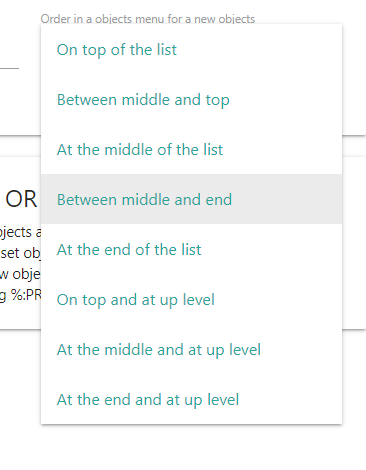 Order in a objects menu for a new objects
On top of the list
Between middle and top
At the middle of the list
Between middle and end
At the end of the list
On top and at up level
At the middle and at up level
At the end and at up level
OR
bjects a
set obj
w obje
g %:PR